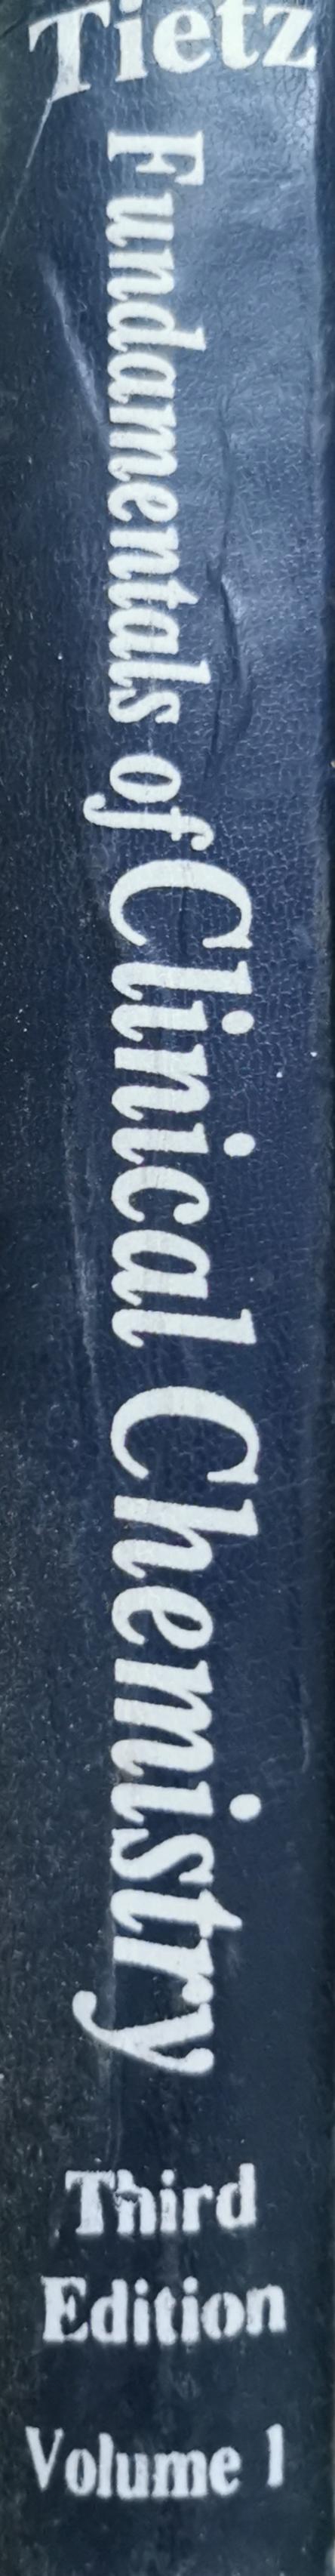 Tietz
Fundamentals of Clinical Chemistry
Third
Edition
Volume 1